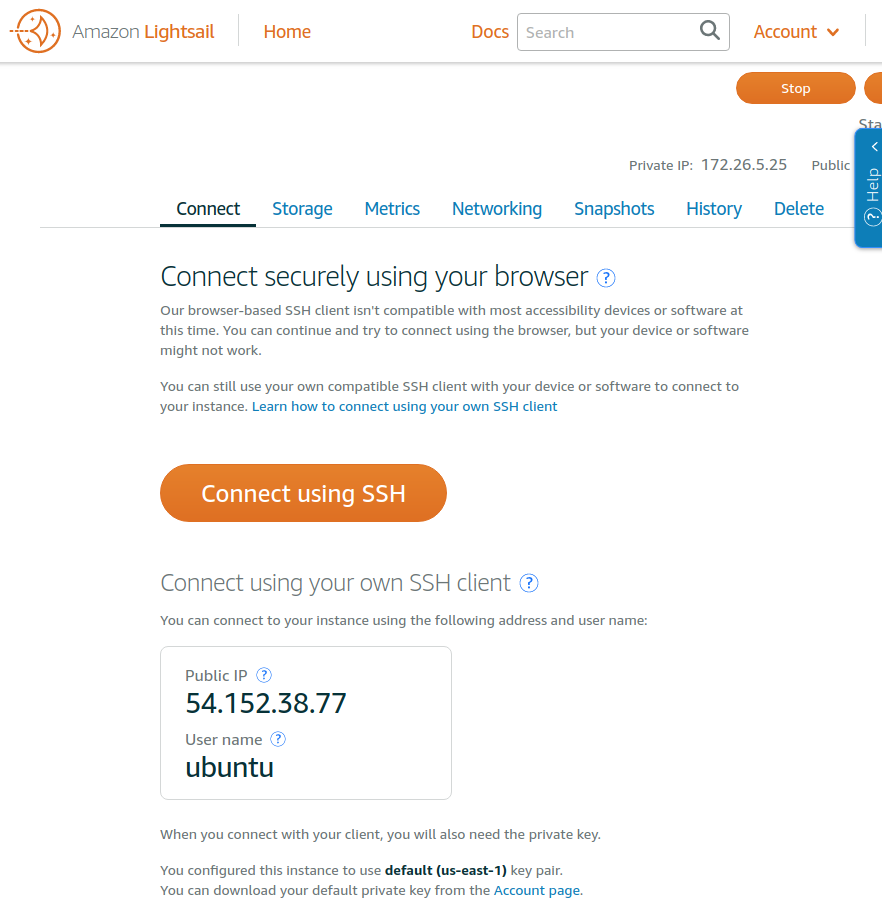 Amazon Lightsail Home Docs Search Account
Stop
Sta
Private IP: 172.26.5.25 Public
Help
Connect Storage Metrics Networking Snapshots History Delete
Connect securely using your browser ?
Our browser-based SSH client isn't compatible with most accessibility devices or software at
this time. You can continue and try to connect using the browser, but your device or software
might not work.
You can still use your own compatible SSH client with your device or software to connect to
your instance. Learn how to connect using your own SSH client
Connect using SSH
Connect using your own SSH client ?
You can connect to your instance using the following address and user name:
Public IP ?
54.152.38.77
User name ?
ubuntu
When you connect with your client, you will also need the private key.
You configured this instance to use default (us-east-1) key pair.
You can download your default private key from the Account page.